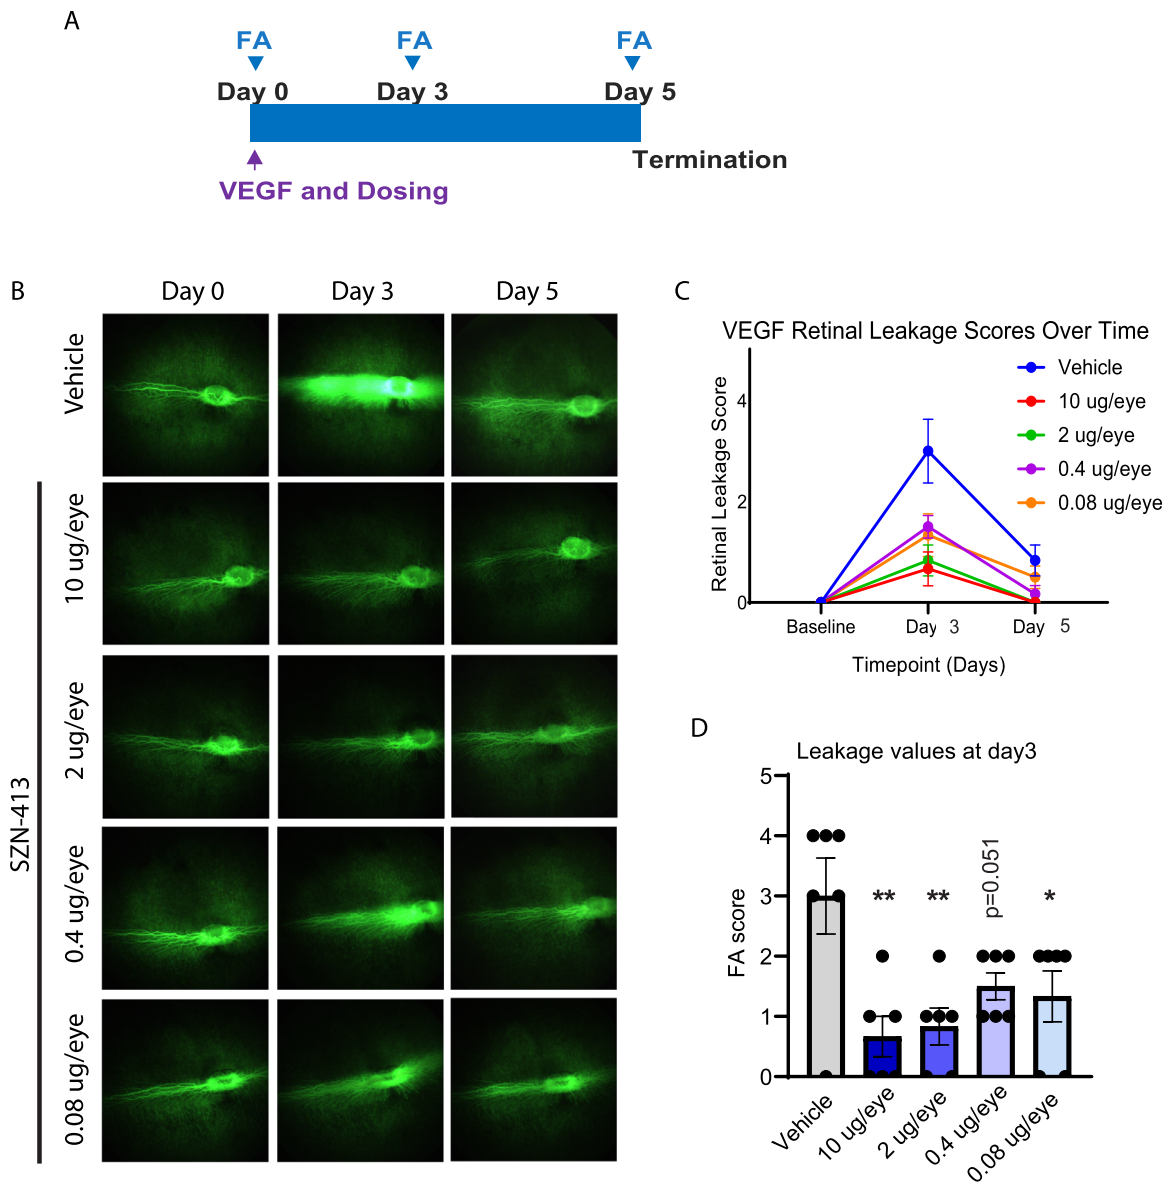 A
FA FA FA
Day 0 Day 3 Day 5
Termination
VEGF and Dosing
B
Day 0 Day 3 Day 5
Vehicle
10 ug/eye
2 ug/eye
0.4 ug/eye
0.08 ug/eye
SZN-413
C
VEGF Retinal Leakage Scores Over Time
Retinal Leakage Score
4
2
0
Vehicle
10 ug/eye
2 ug/eye
0.4 ug/eye
0.08 ug/eye
Baseline Day 3 Day 5
Timepoint (Days)
D
Leakage values at day3
FA score
5
4
3
2
1
0
** ** p=0.051 *
Vehicle
10 ug/eye
2 ug/eye
0.4 ug/eye
0.08 ug/eye